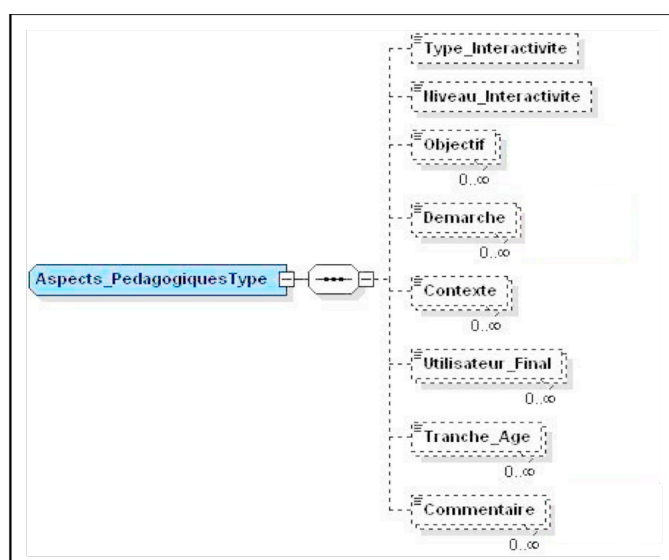 Type_Interactivite
Niveau_Interactivite
Objectif
0..∞
Demarche
0..∞
Aspects_PedagogiquesType
Contexte
0..∞
Utilisateur_Final
0..∞
Tranche_Age
0..∞
Commentaire
0..∞